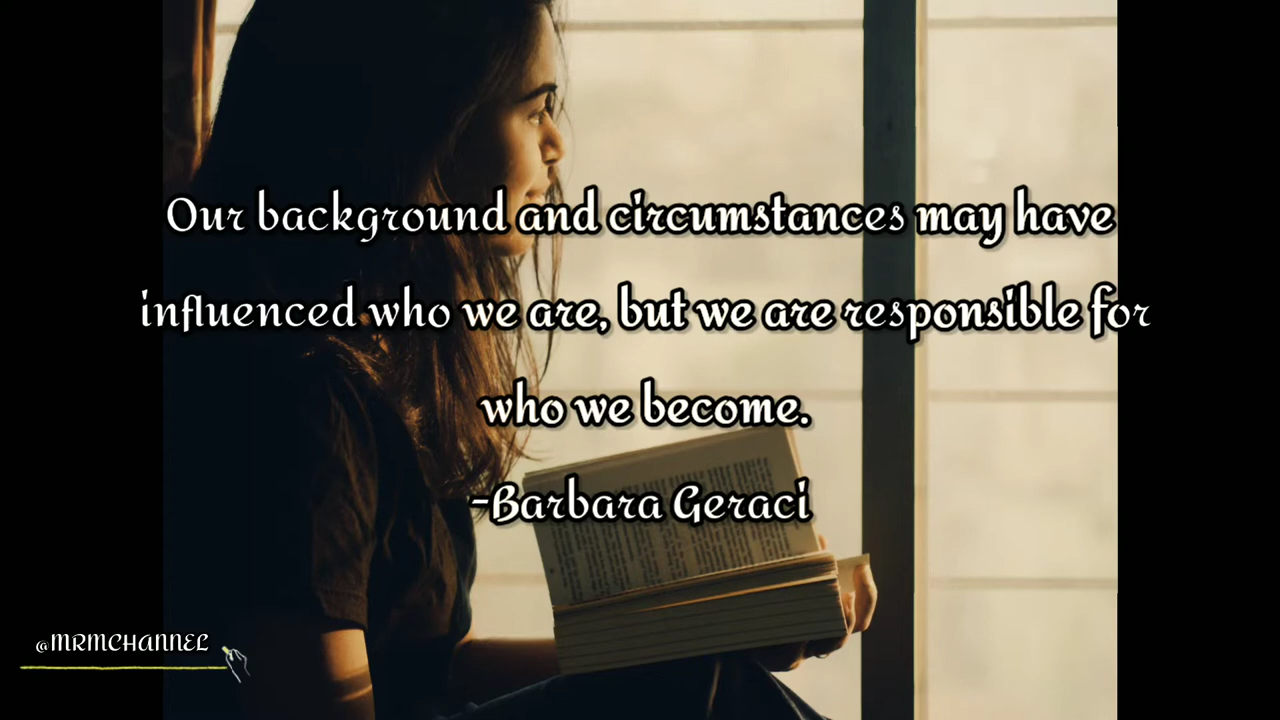 Our background and circumstances may have
influenced who we are, but we are responsible for
who we become.
-Barbara Geraci
@MRMCHANNEL